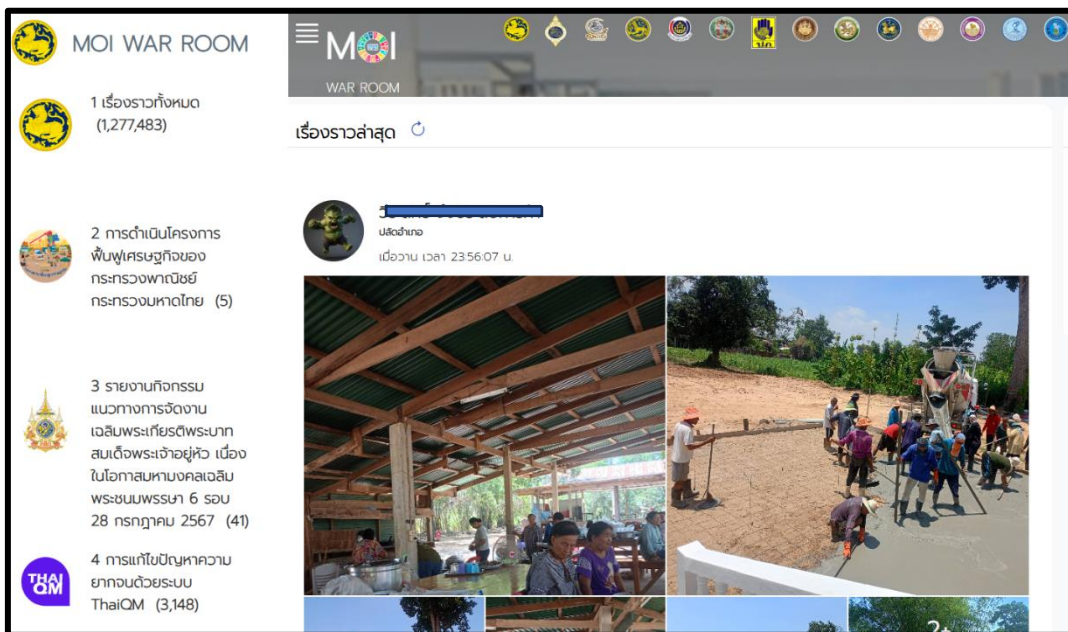 MOI WAR ROOM
1 เรื่องราวทั้งหมด
(1,277,483)
2 การดำเนินโครงการ
ฟื้นฟูเศรษฐกิจของ
กระทรวงพาณิชย์
กระทรวงมหาดไทย (5)
3 รายงานกิจกรรม
แนวทางการจัดงาน
เฉลิมพระเกียรติพระบาท
สมเด็จพระเจ้าอยู่หัว เนื่อง
ในโอกาสมหามงคลเฉลิม
พระชนมพรรษา 6 รอบ
28 กรกฎาคม 2567 (41)
THAI
QM
4 การแก้ไขปัญหาความ
ยากจนด้วยระบบ
ThaiQM (3,148)
MOI
WAR ROOM
เรื่องราวล่าสุด
ปลัดอำเภอ
เมื่อวาน เวลา 23:56:07 น.
2+